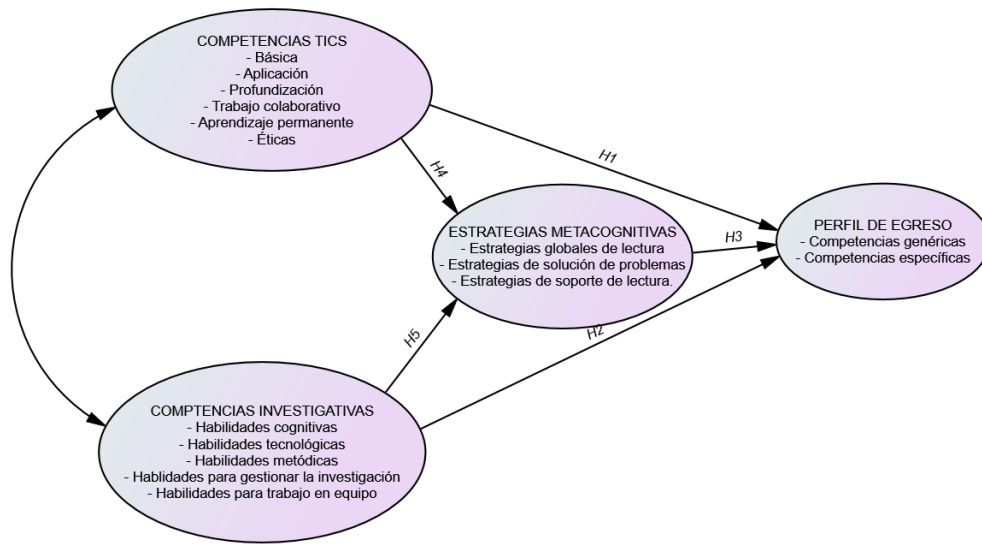 COMPETENCIAS TICS
- Básica
- Aplicación
- Profundización
- Trabajo colaborativo
- Aprendizaje permanente
- Éticas
H1
H4
ESTRATEGIAS METACOGNITIVAS
- Estrategias globales de lectura
- Estrategias de solución de problemas
- Estrategias de soporte de lectura.
H3
PERFIL DE EGRESO
- Competencias genéricas
- Competencias específicas
H5
H2
COMPTENCIAS INVESTIGATIVAS
- Habilidades cognitivas
- Habilidades tecnológicas
- Habilidades metódicas
- Hablidades para gestionar la investigación
- Habilidades para trabajo en equipo